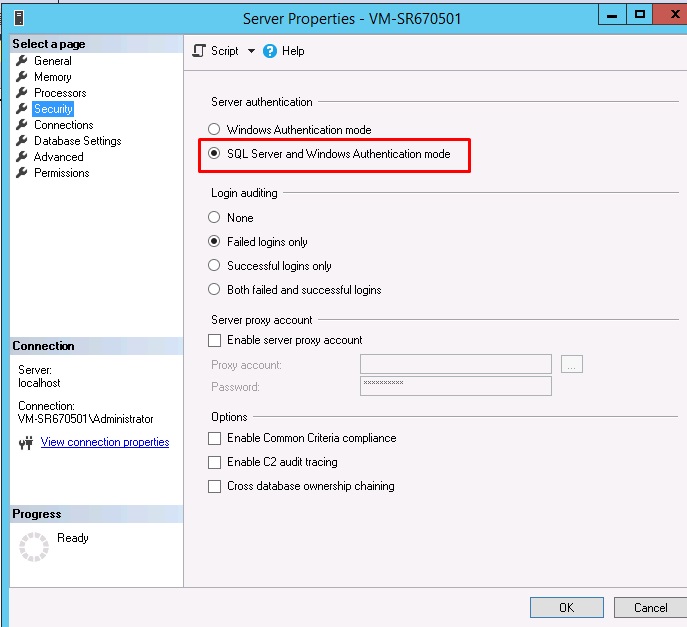 Server Properties - VM-SR670501
Select a page
General
Memory
Processors
Security
Connections
Database Settings
Advanced
Permissions
Script
Help
Server authentication
Windows Authentication mode
SQL Server and Windows Authentication mode
Login auditing
None
Failed logins only
Successful logins only
Both failed and successful logins
Server proxy account
Enable server proxy account
Proxy account:
...
Password:
**********
Options
Enable Common Criteria compliance
Enable C2 audit tracing
Cross database ownership chaining
Connection
Server:
localhost
Connection:
VM-SR670501\Administrator
View connection properties
Progress
Ready
OK
Cancel